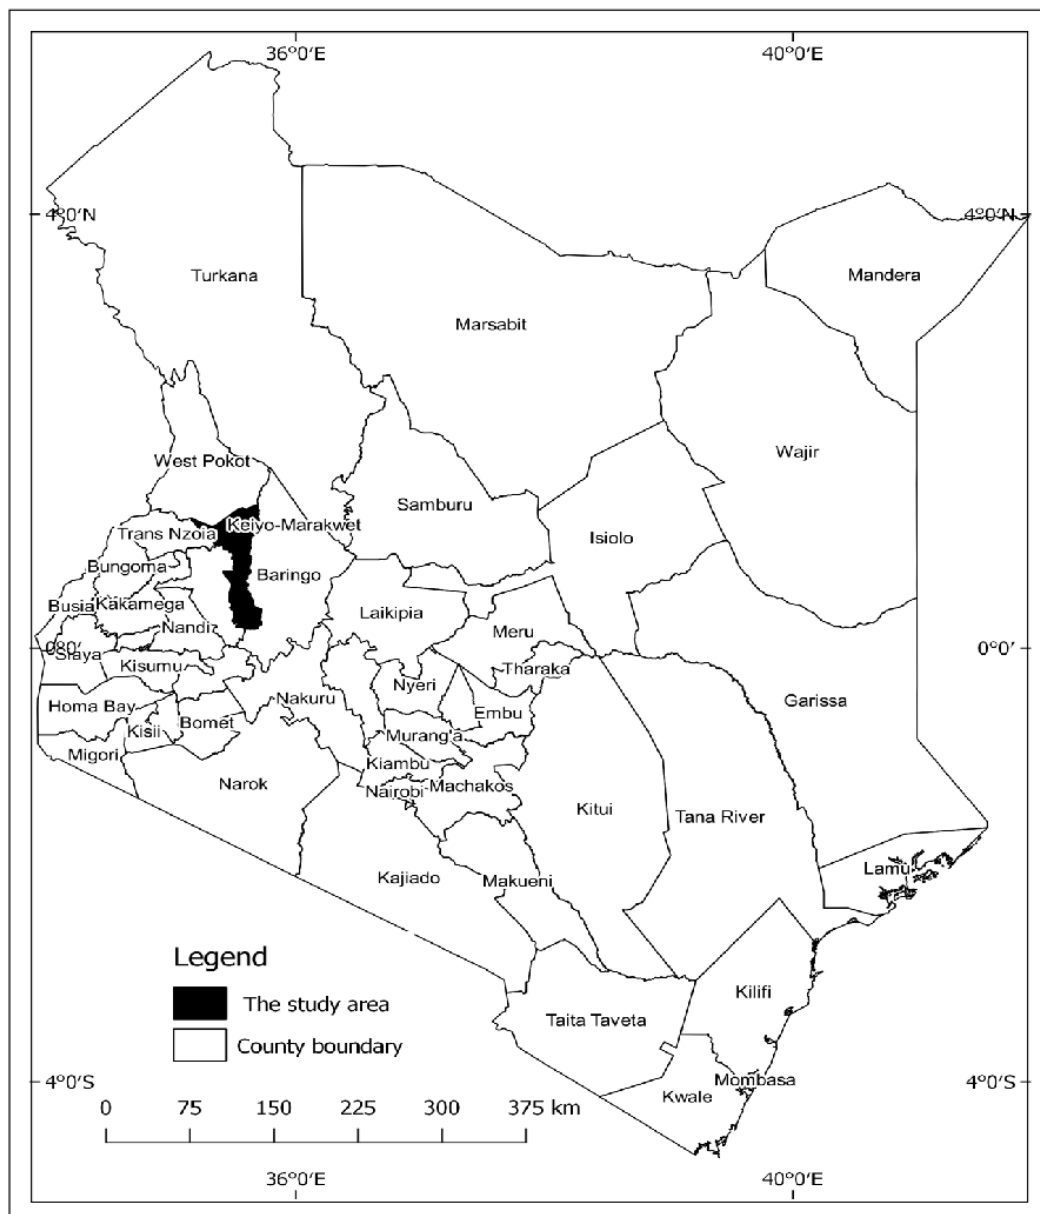 36°0′E 40°0′E
4°0′N 4°0′N
Turkana
Mandera
Marsabit
Wajir
West Pokot
Samburu
Keiyo-Marakwet
Trans Nzoia
Isiolo
Bungoma
Baringo
Busia Kakamega
Laikipia
Nandi
Meru
0°0′ 0°0′
Siaya
Kisumu
Tharaka
Nyeri
Nakuru
Garissa
Homa Bay
Embu
Bomet
Kisii
Murang'a
Migori
Kiambu
Narok
Machakos
Nairobi
Kitui
Tana River
Lamu
Kajiado
Makueni
Legend
Kilifi
The study area
Taita Taveta
County boundary
Mombasa
4°0′S 4°0′S
Kwale
0 75 150 225 300 375 km
36°0′E 40°0′E